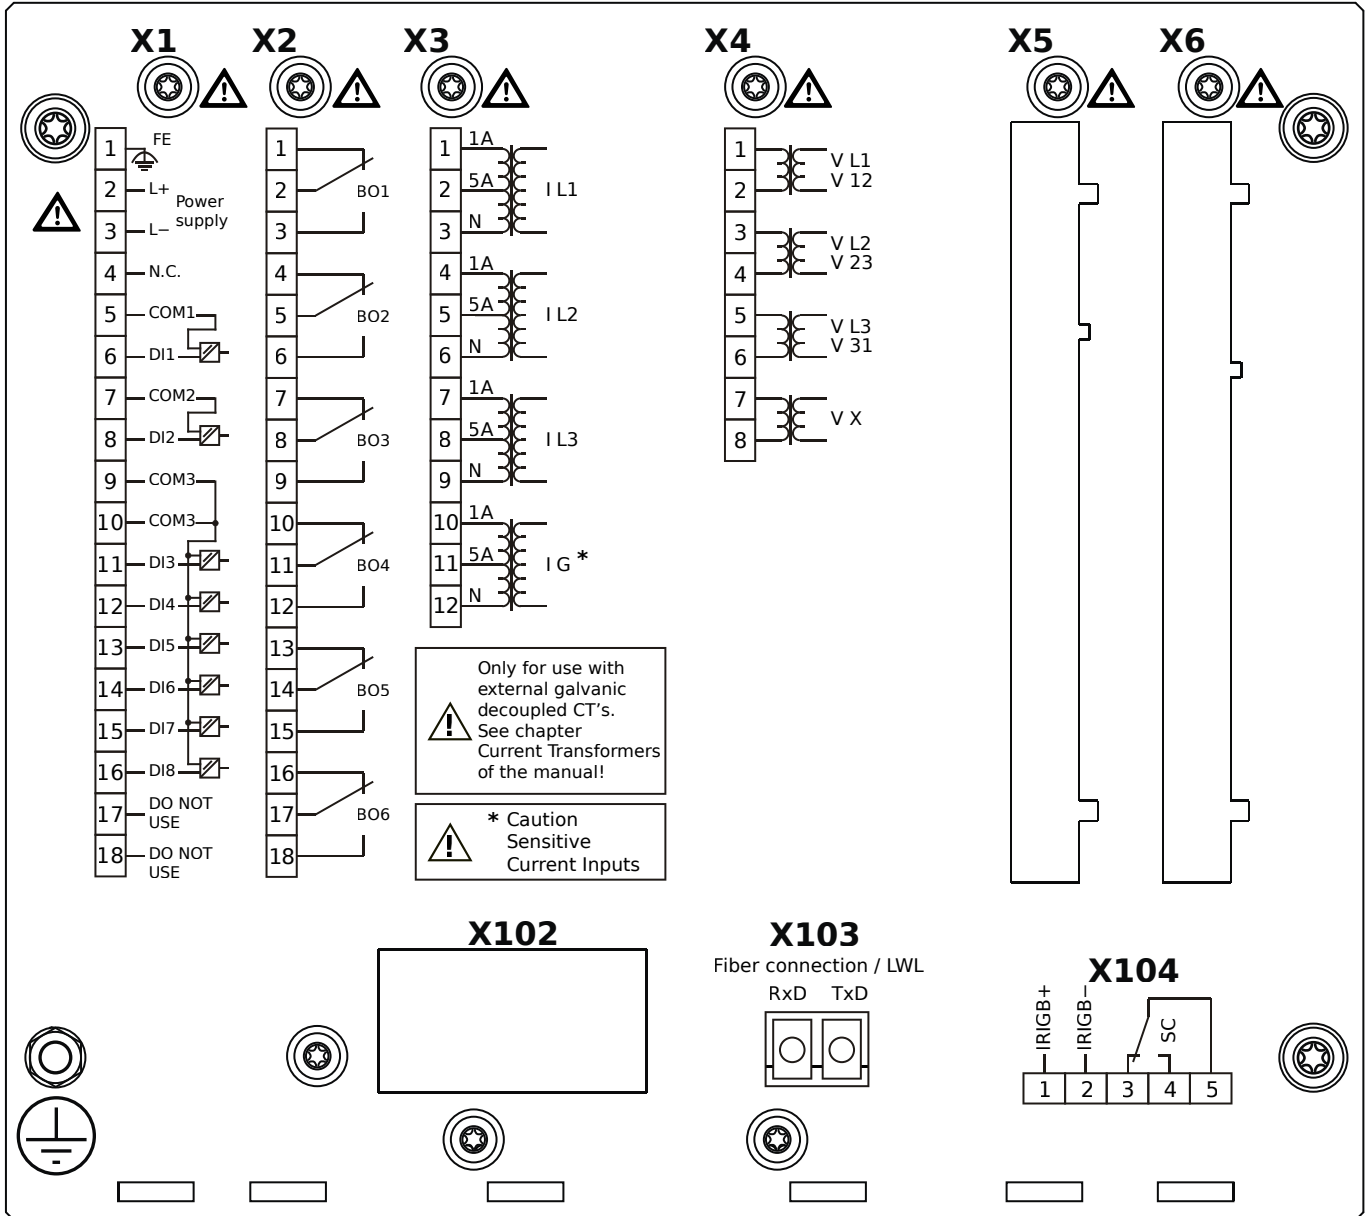 X1
X2
X3
X4
X5
X6
1
FE
2
L+
Power
supply
3
L−
4
N.C.
5
COM1
6
DI1
7
COM2
8
DI2
9
COM3
10
COM3
11
DI3
12
DI4
13
DI5
14
DI6
15
DI7
16
DI8
17
DO NOT
USE
18
DO NOT
USE
1
2
BO1
3
4
5
BO2
6
7
8
BO3
9
10
11
BO4
12
13
14
BO5
15
16
17
BO6
18
1
1A
2
5A
I L1
3
N
4
1A
5
5A
I L2
6
N
7
1A
8
5A
I L3
9
N
10
1A
11
5A
I G *
12
N
Only for use with
external galvanic
decoupled CT's.
See chapter
Current Transformers
of the manual!
* Caution
Sensitive
Current Inputs
1
2
V L1
V 12
3
4
V L2
V 23
5
6
V L3
V 31
7
8
V X
X102
X103
Fiber connection / LWL
RxD TxD
X104
IRIGB+
IRIGB−
SC
1 2 3 4 5